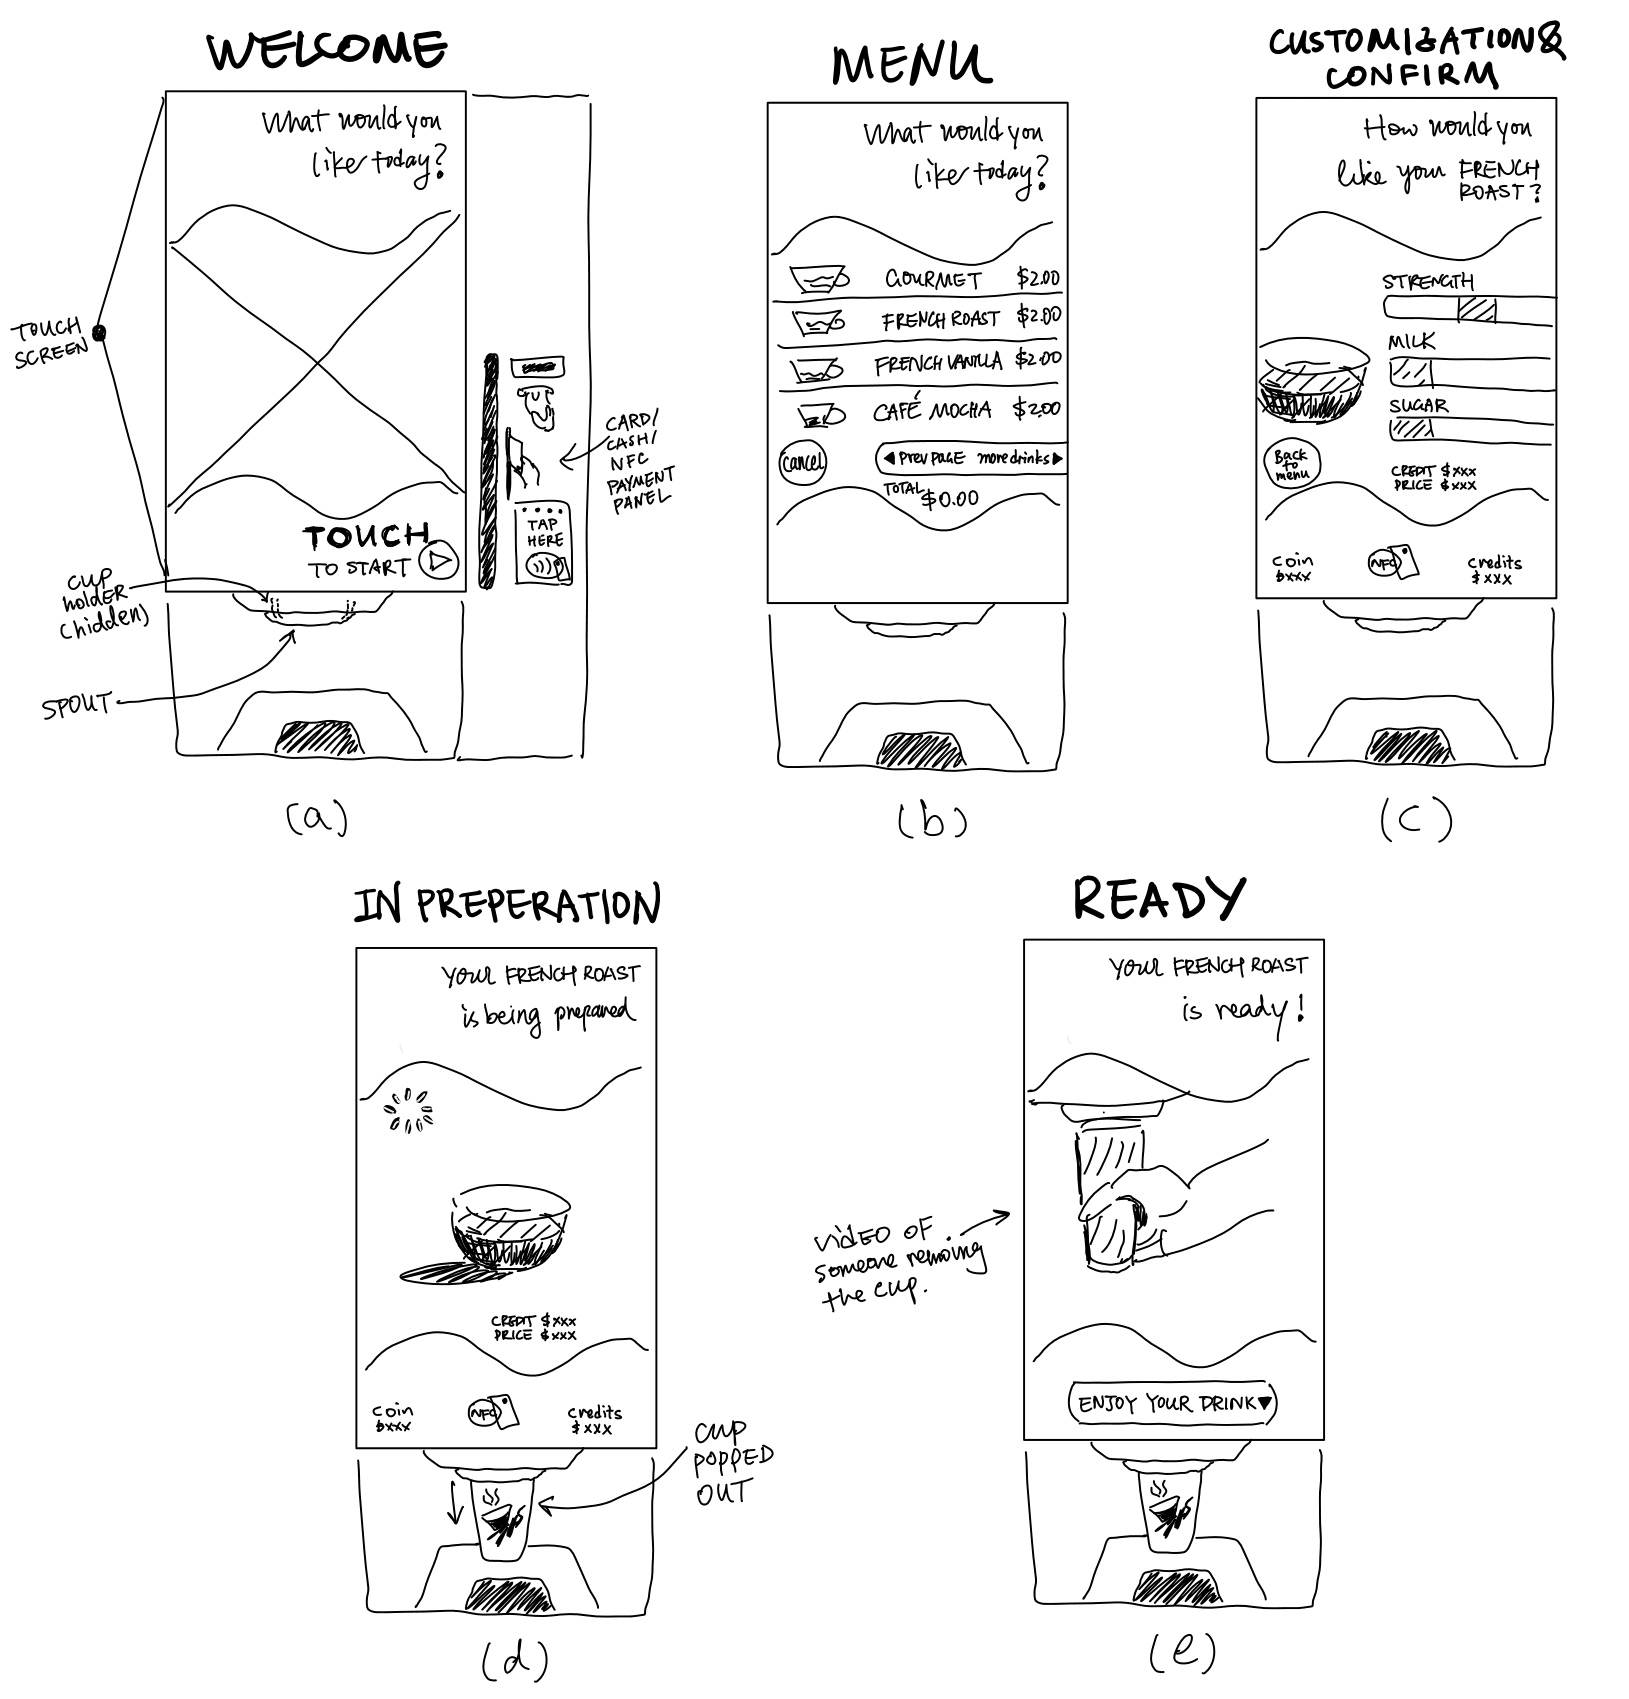 WELCOME
What would you
like today?
TOUCH
SCREEN
TOUCH
TO START
CARD/
CASH/
NFC
PAYMENT
PANEL
TAP
HERE
CUP
HOLDER
(hidden)
SPOUT
(a)
MENU
What would you
like today?
GOURMET $2.00
FRENCH ROAST $2.00
FRENCH VANILLA $2.00
CAFÉ MOCHA $2.00
Cancel
◀ PREV PAGE more drinks ▶
TOTAL $0.00
(b)
CUSTOMIZATION &
CONFIRM
How would you
like your FRENCH
ROAST?
STRENGTH
MILK
SUGAR
Back
to
menu
CREDIT $xxx
PRICE $xxx
Coin
$xxx
NFC
Credits
$xxx
(c)
IN PREPERATION
YOUR FRENCH ROAST
is being prepared
CREDIT $xxx
PRICE $xxx
Coin
$xxx
NFC
Credits
$xxx
CUP
POPPED
OUT
(d)
READY
YOUR FRENCH ROAST
is ready!
VIDEO OF
someone removing
the cup.
ENJOY YOUR DRINK▼
(e)